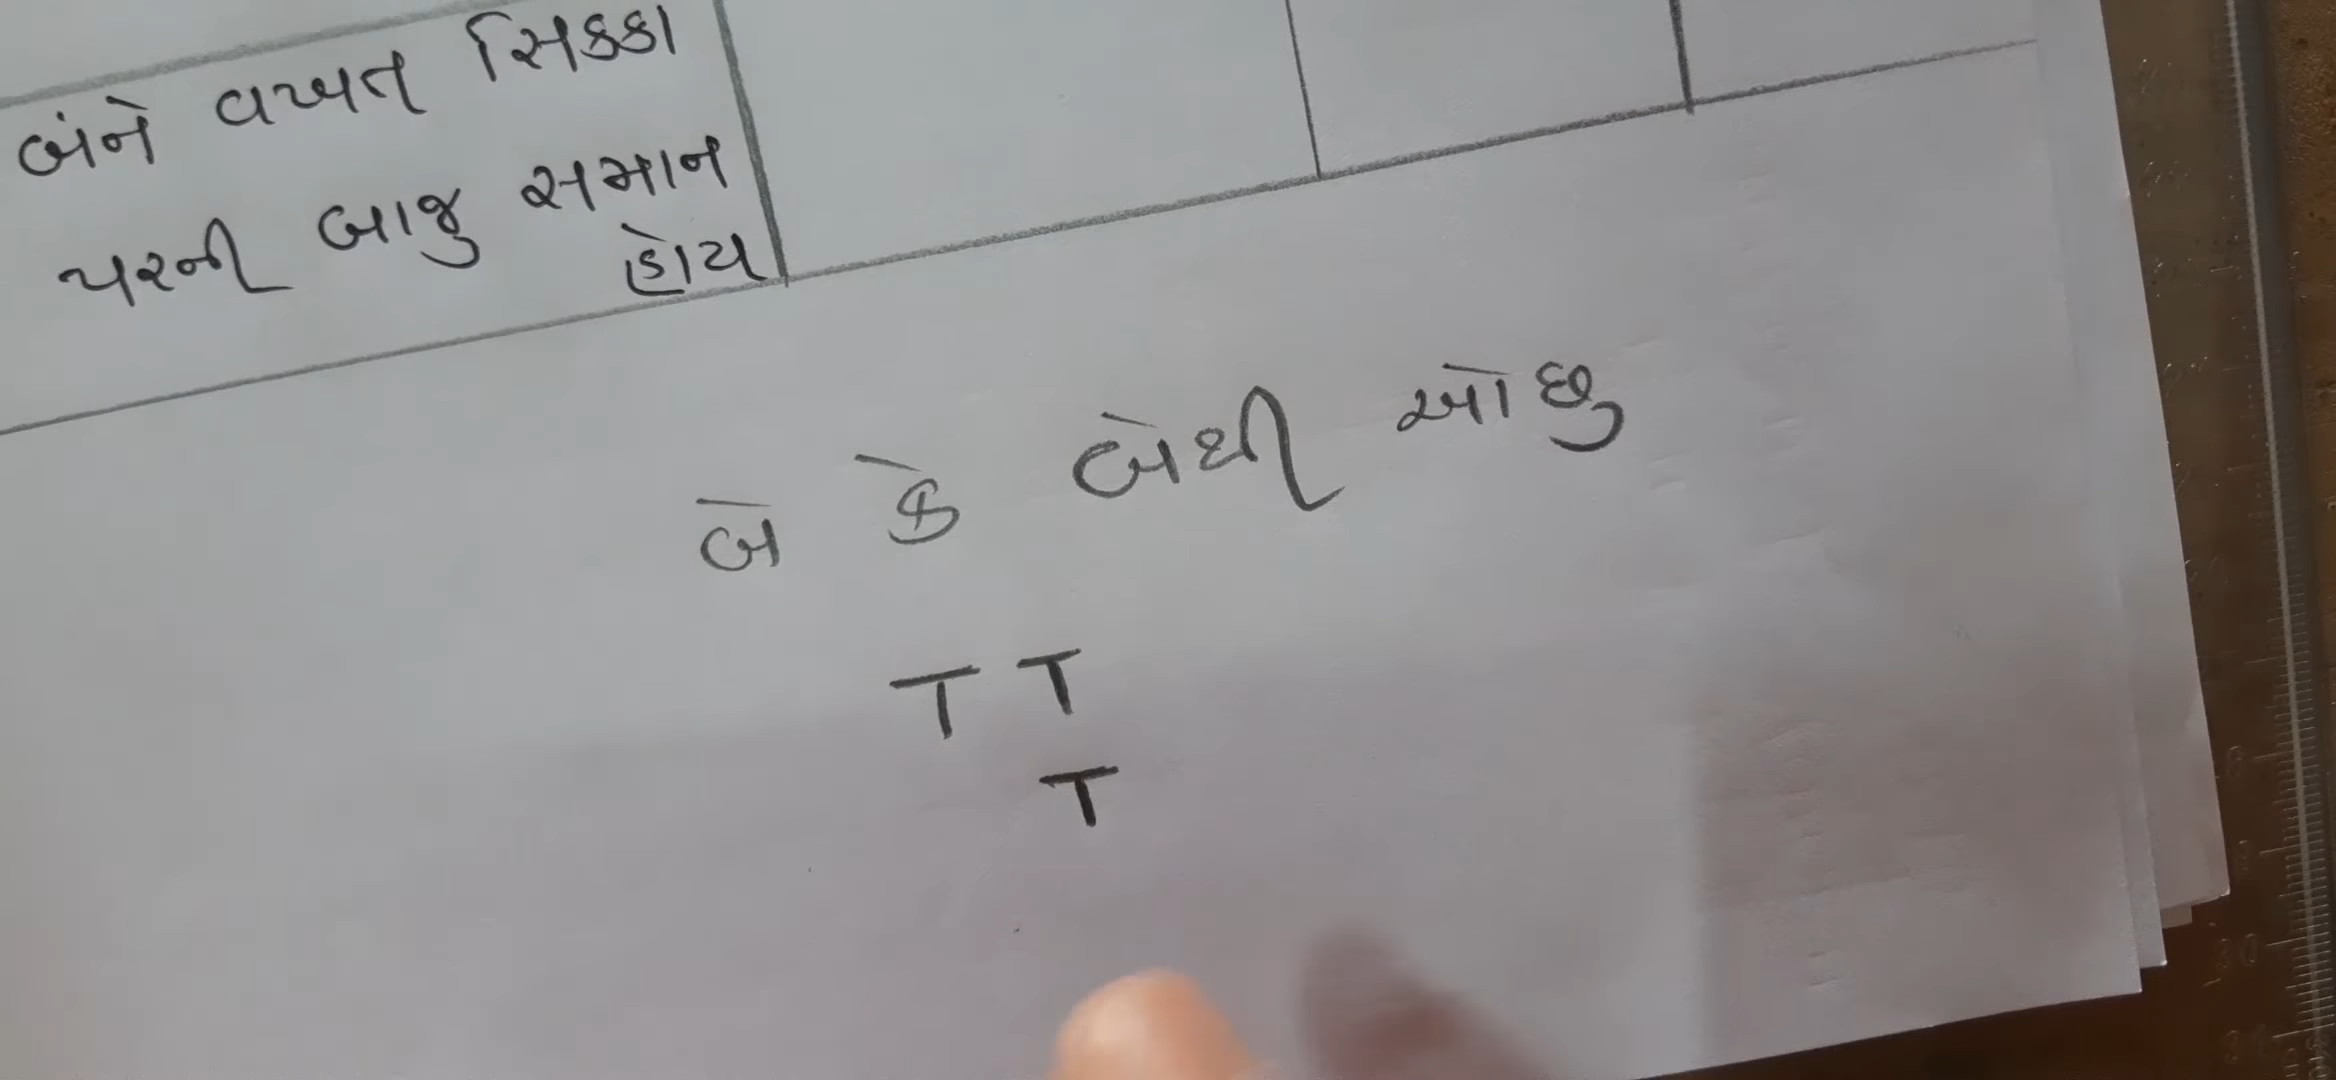 બંને વખત સિક્કા
પરની બાજુ સમાન
હોય
બે કે બેથી ઓછુ
T T
T